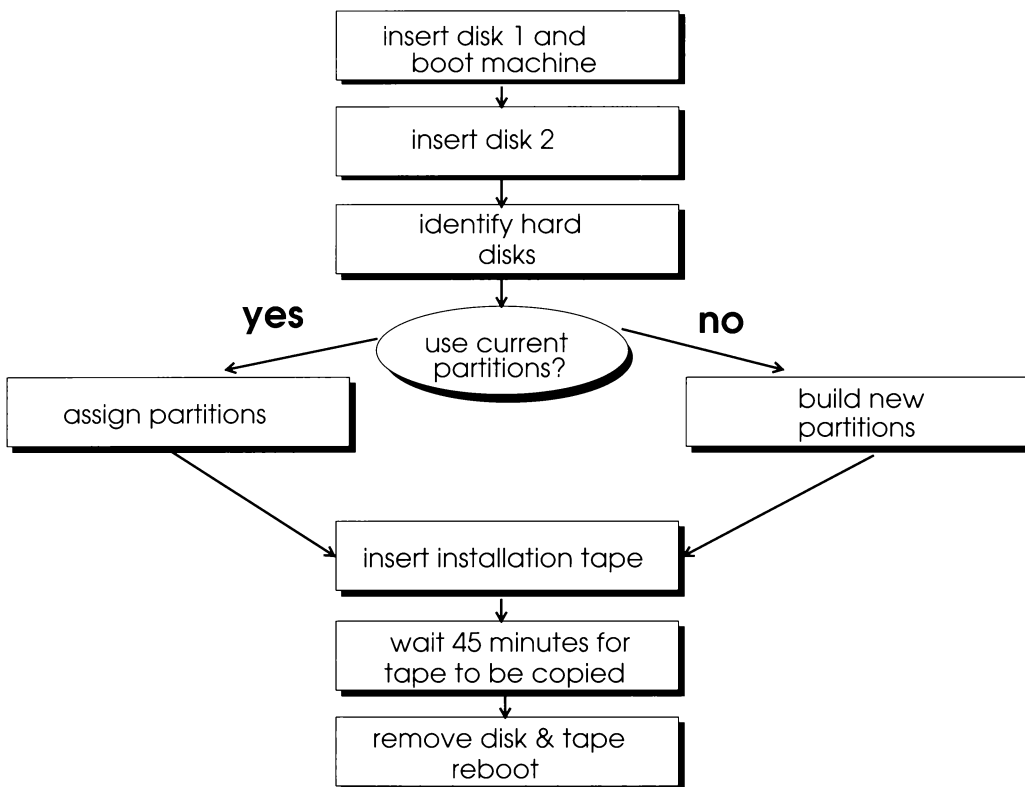 insert disk 1 and
boot machine
insert disk 2
identify hard
disks
yes
no
use current
partitions?
assign partitions
build new
partitions
insert installation tape
wait 45 minutes for
tape to be copied
remove disk & tape
reboot